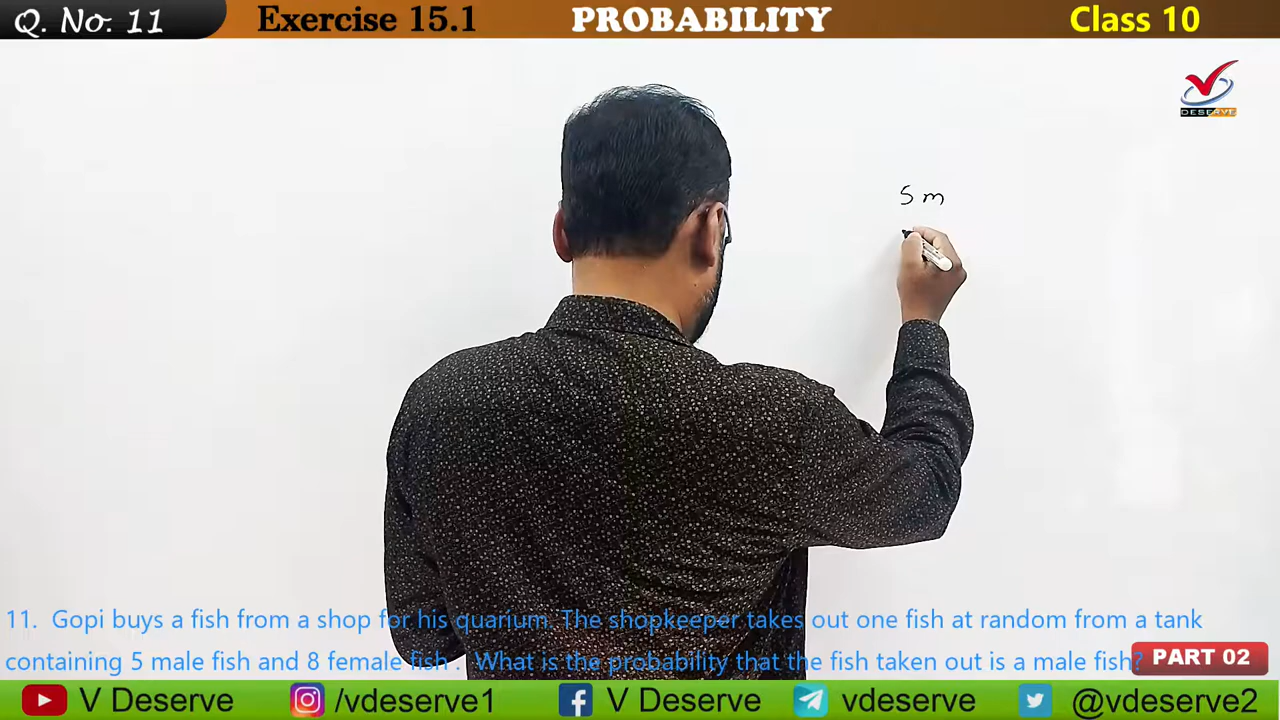 Q. No. 11
Exercise 15.1
PROBABILITY
Class 10
DESERVE
5 m
11. Gopi buys a fish from a shop for his quarium. The shopkeeper takes out one fish at random from a tank
containing 5 male fish and 8 female fish . What is the probability that the fish taken out is a male fish?
PART 02
V Deserve
/vdeserve1
V Deserve
vdeserve
@vdeserve2